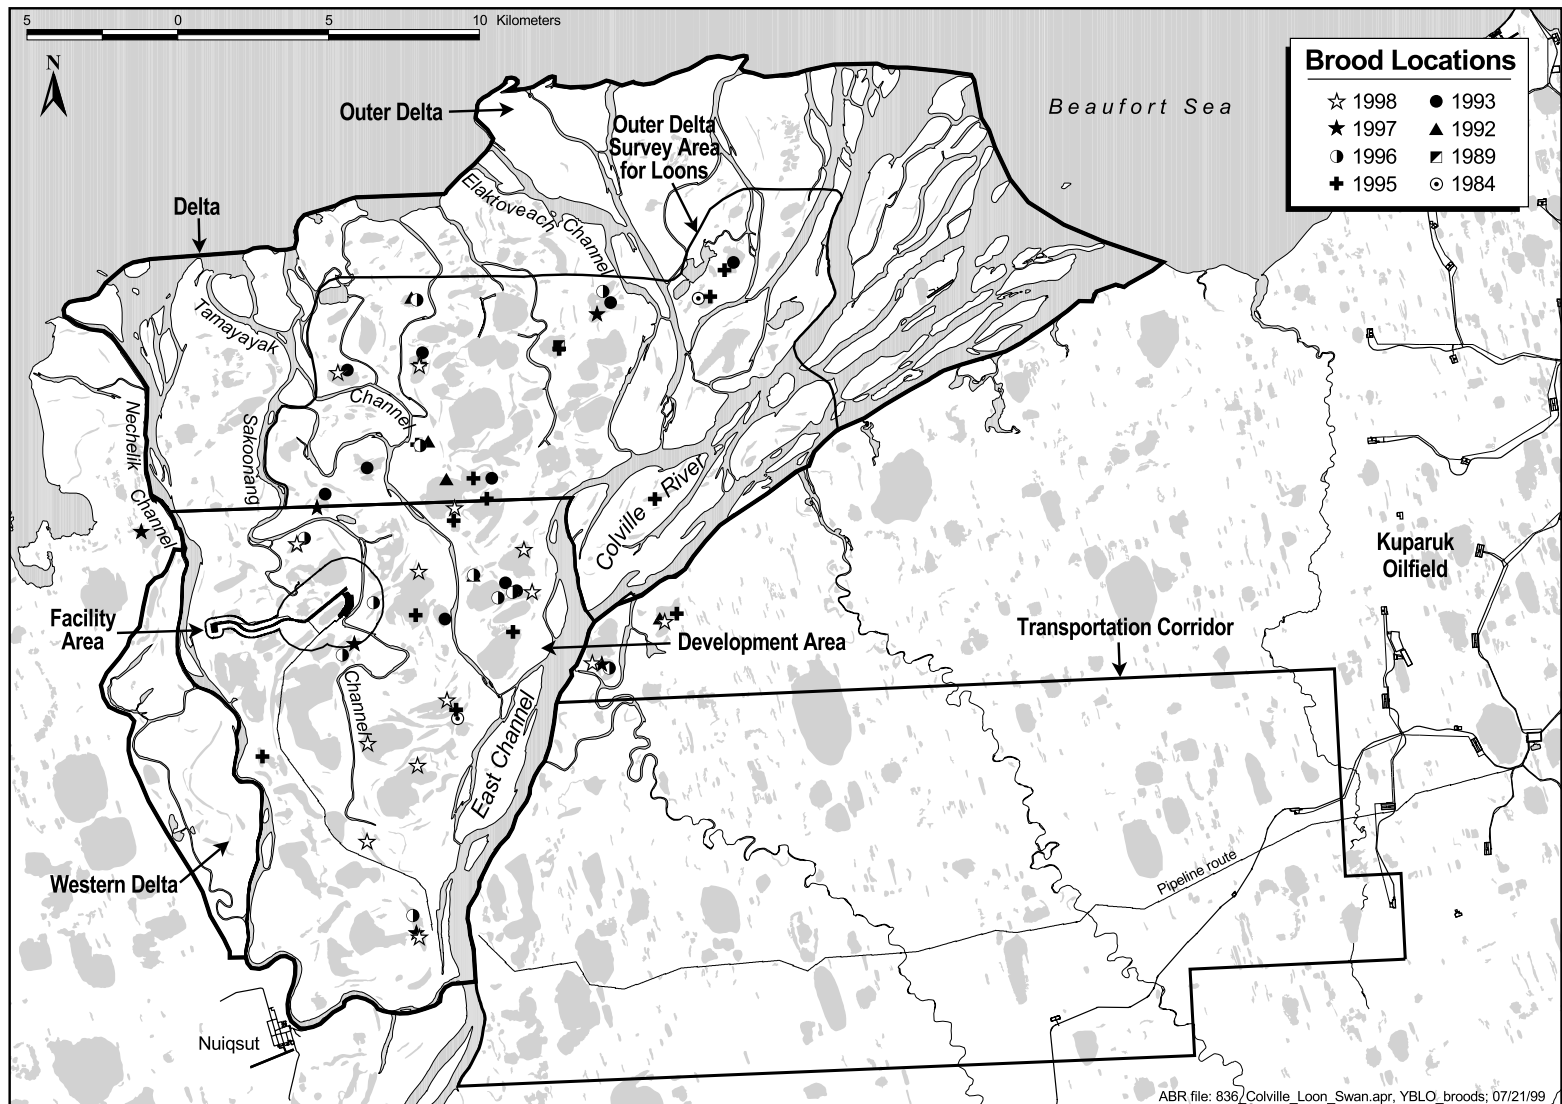 5 0 5 10 Kilometers
N
Brood Locations
1998 1993
1997 1992
1996 1989
1995 1984
Beaufort Sea
Outer Delta
Outer Delta
Survey Area
for Loons
Delta
Elaktoveach
Channel
Tamayayak
Channel
Nechelik
Channel
Sakoonang
Channel
Colville River
Kuparuk
Oilfield
Facility
Area
Development Area
Transportation Corridor
East Channel
Western Delta
Pipeline route
Nuiqsut
ABR file: 836_Colville_Loon_Swan.apr, YBLO_broods; 07/21/99